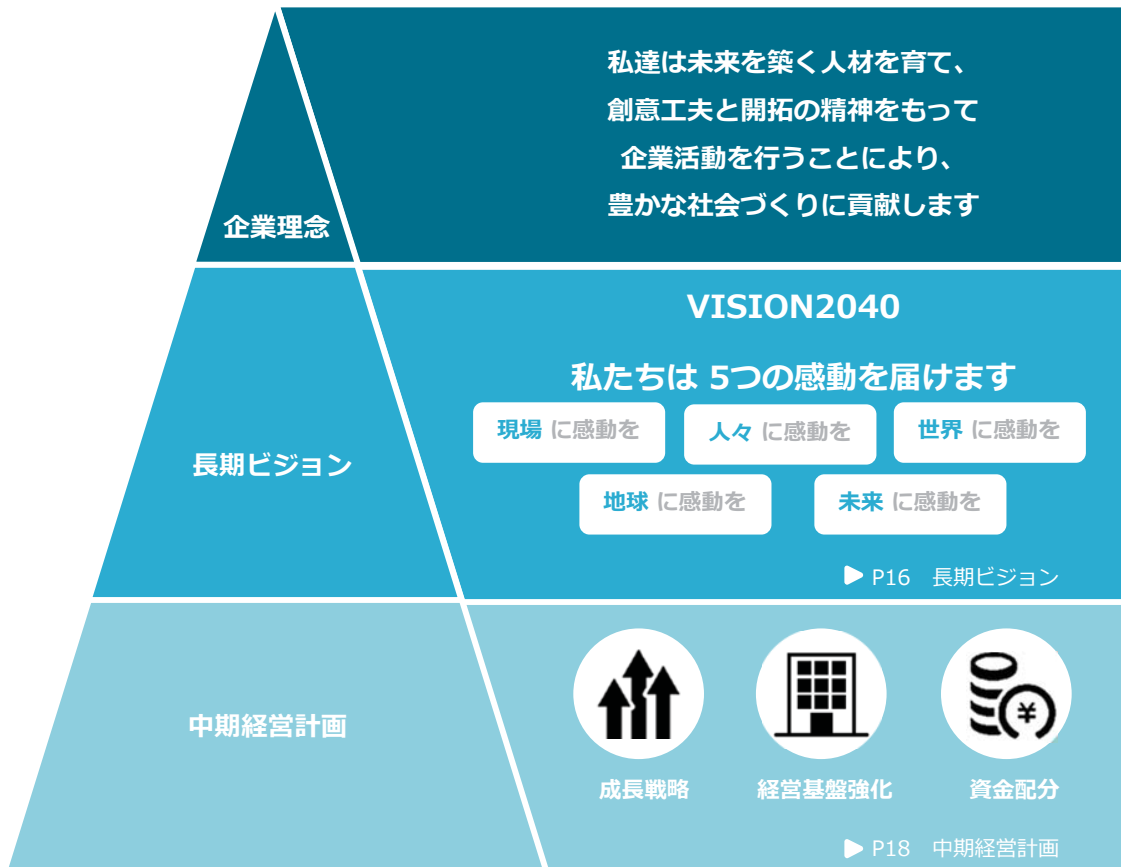 私達は未来を築く人材を育て、
創意工夫と開拓の精神をもって
企業活動を行うことにより、
豊かな社会づくりに貢献します
企業理念
VISION2040
私たちは 5つの感動を届けます
現場 に感動を
人々 に感動を
世界 に感動を
長期ビジョン
地球 に感動を
未来 に感動を
▶ P16 長期ビジョン
中期経営計画
¥
成長戦略
経営基盤強化
資金配分
▶ P18 中期経営計画